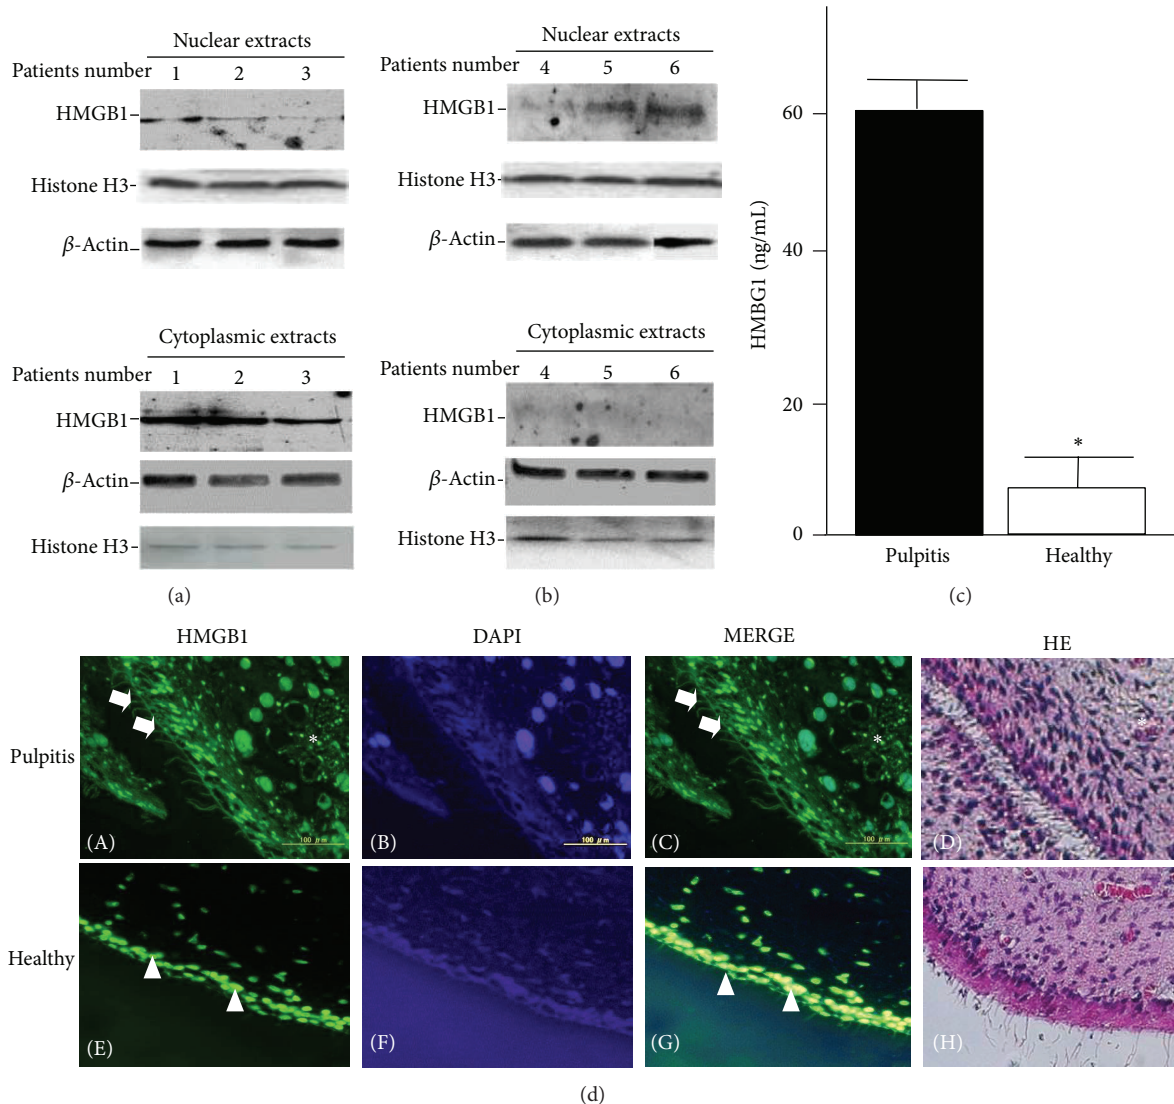 Nuclear extracts
Patients number 1 2 3
HMGB1
Histone H3
β-Actin
Cytoplasmic extracts
Patients number 1 2 3
HMGB1
β-Actin
Histone H3
(a)
Nuclear extracts
Patients number 4 5 6
HMGB1
Histone H3
β-Actin
Cytoplasmic extracts
Patients number 4 5 6
HMGB1
β-Actin
Histone H3
(b)
HMBG1 (ng/mL)
60
40
20
0
*
Pulpitis Healthy
(c)
HMGB1 DAPI MERGE HE
Pulpitis
* * *
100 μm 100 μm 100 μm
(A) (B) (C) (D)
Healthy
(E) (F) (G) (H)
(d)